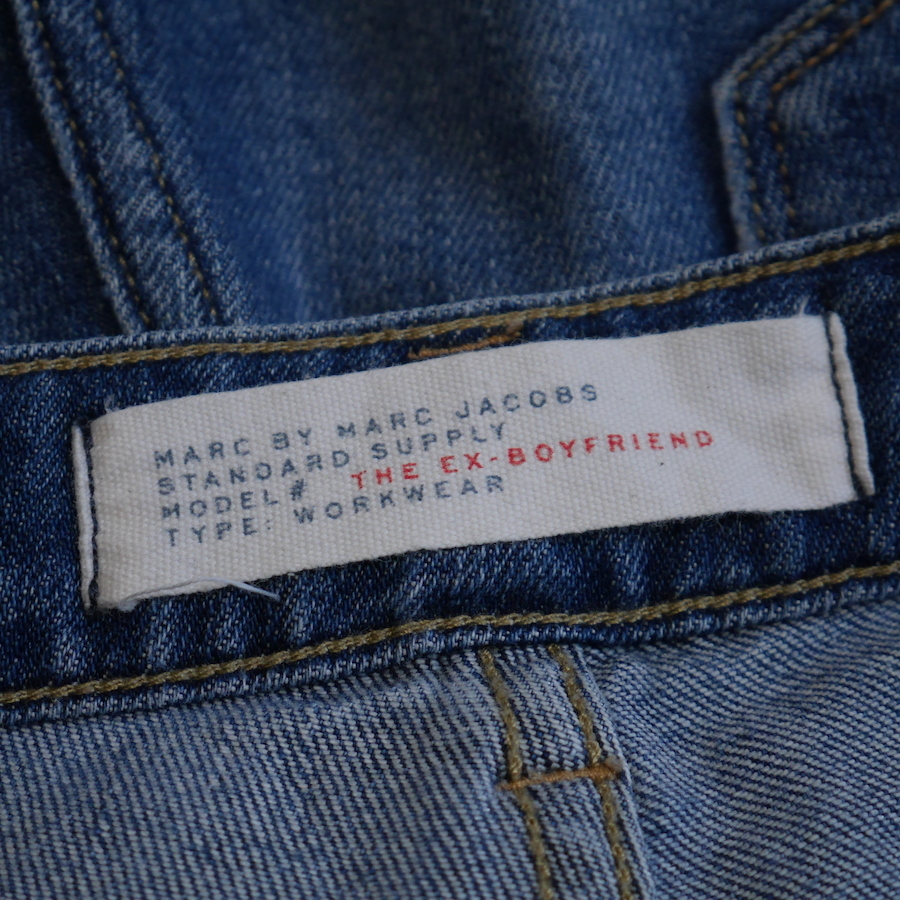 MARC BY MARC JACOBS
STANDARD SUPPLY
MODEL# THE EX-BOYFRIEND
TYPE: WORKWEAR